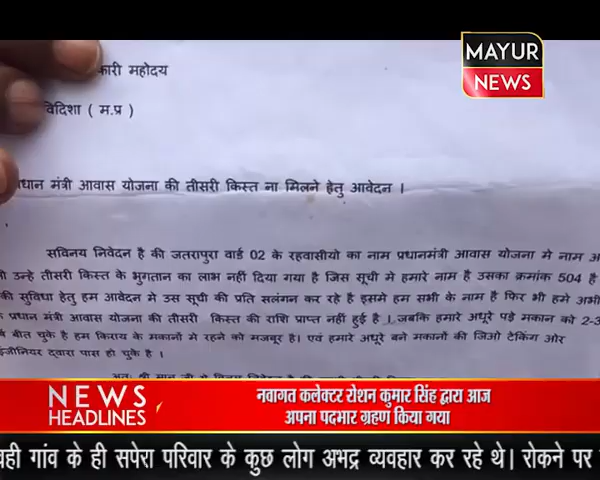 MAYUR
NEWS
कारी महोदय
विदिशा ( म.प्र )
प्रधान मंत्री आवास योजना की तीसरी किस्त ना मिलने हेतु आवेदन ।
सविनय निवेदन है की जतरापुरा वार्ड 02 के रहवासीयो का नाम प्रधानमंत्री आवास योजना मे नाम
उन्हे तीसरी किस्त के भुगतान का लाभ नहीं दिया गया है जिस सूची मे हमारे नाम है उसका क्रमांक 504 है
की सुविधा हेतु हम आवेदन मे उस सूची की प्रति सलंगन कर रहे है इसमे हम सभी के नाम है फिर भी हमे अभी
प्रधान मंत्री आवास योजना की तीसरी किस्त की राशि प्राप्त नहीं हुई है । जबकि हमारे अधूरे पड़े मकान को 2-3
बीत चुके है हम किराय के मकानों मे रहने को मजबूर है। एवं हमारे अधूरे बने मकानों की जिओ टेकिंग ओर
इंजीनियर द्वारा पास हो चुके है ।
NEWS
HEADLINES
नवागत कलेक्टर रोशन कुमार सिंह द्वारा आज
अपना पदभार ग्रहण किया गया
वही गांव के ही सपेरा परिवार के कुछ लोग अभद्र व्यवहार कर रहे थे। रोकने पर